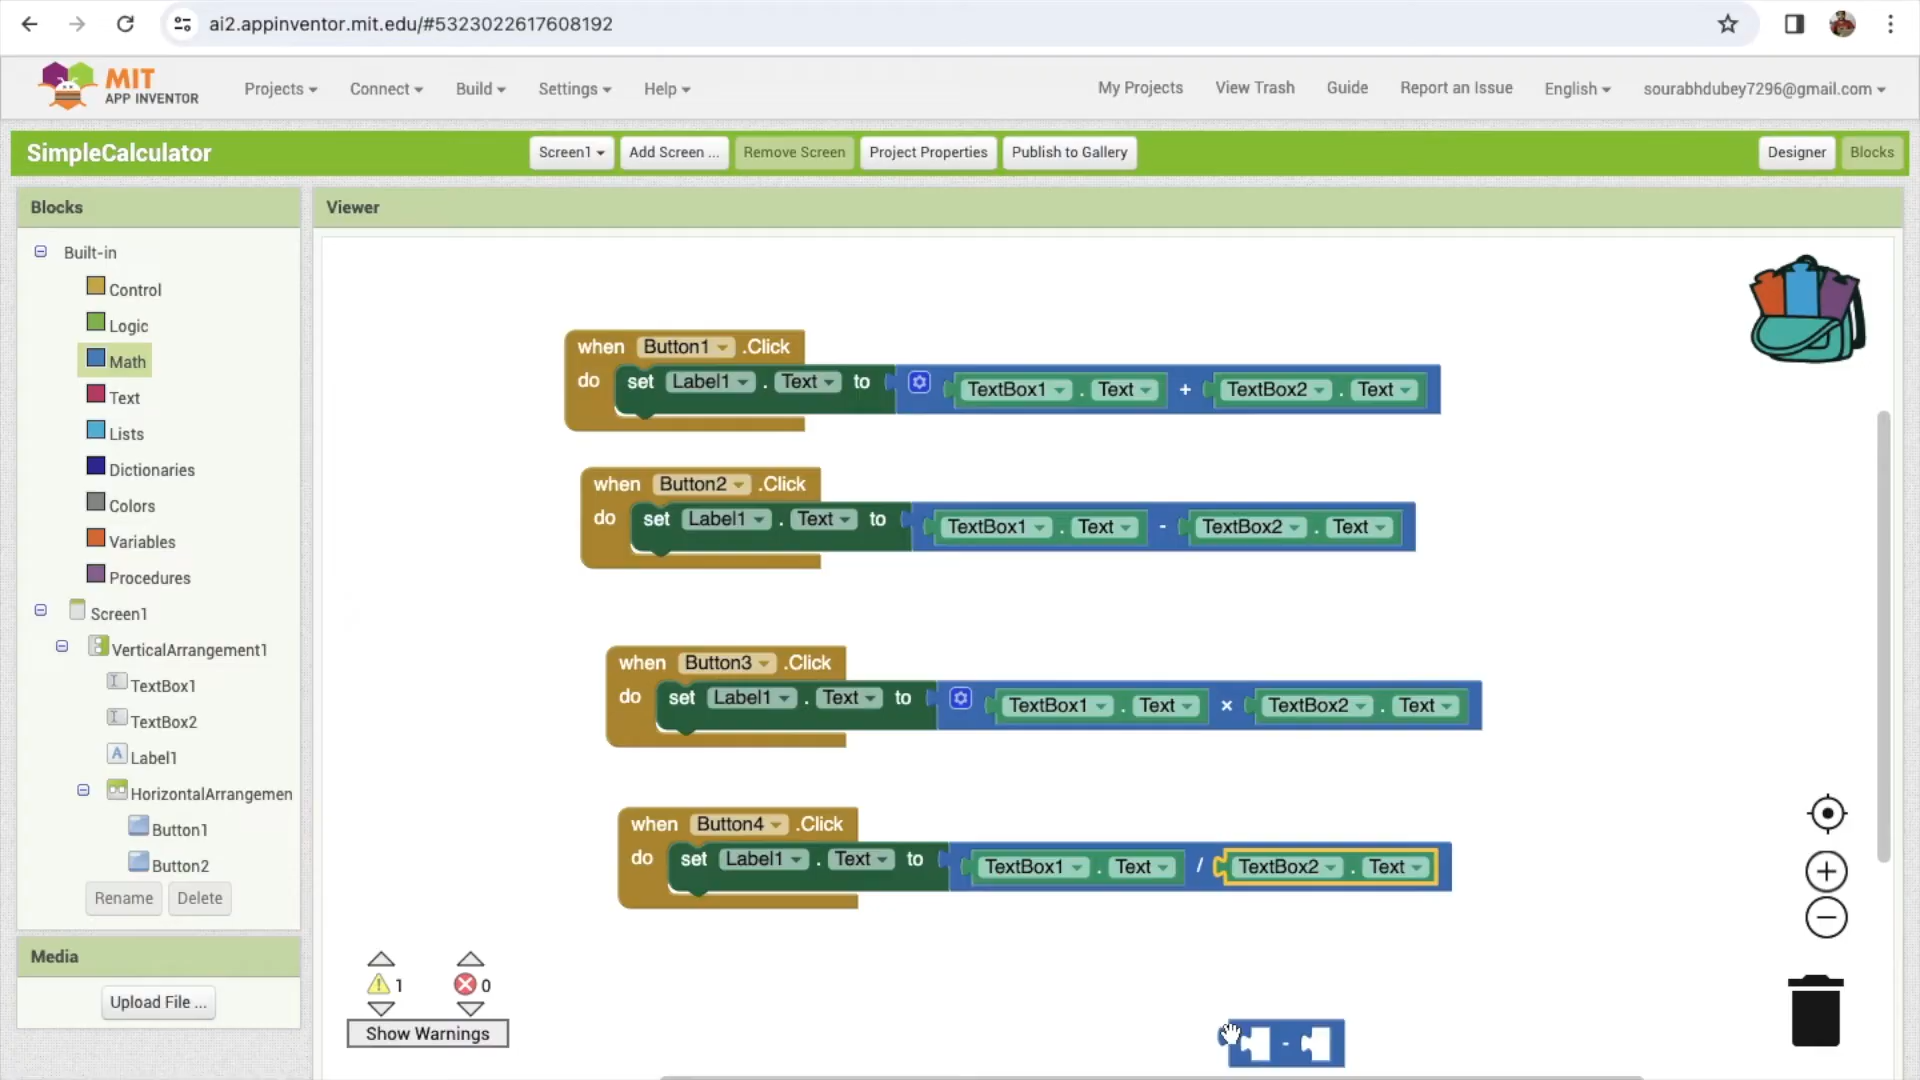 ai2.appinventor.mit.edu/#5323022617608192
MIT
APP INVENTOR
Projects
Connect
Build
Settings
Help
My Projects
View Trash
Guide
Report an Issue
English
sourabhdubey7296@gmail.com
SimpleCalculator
Screen1
Add Screen ...
Remove Screen
Project Properties
Publish to Gallery
Designer
Blocks
Blocks
Built-in
Control
Logic
Math
Text
Lists
Dictionaries
Colors
Variables
Procedures
Screen1
VerticalArrangement1
TextBox1
TextBox2
Label1
HorizontalArrangemen
Button1
Button2
Rename
Delete
Media
Upload File ...
Viewer
when Button1 .Click
do set Label1 . Text to TextBox1 . Text + TextBox2 . Text
when Button2 .Click
do set Label1 . Text to TextBox1 . Text - TextBox2 . Text
when Button3 .Click
do set Label1 . Text to TextBox1 . Text × TextBox2 . Text
when Button4 .Click
do set Label1 . Text to TextBox1 . Text / TextBox2 . Text
1
0
Show Warnings
-